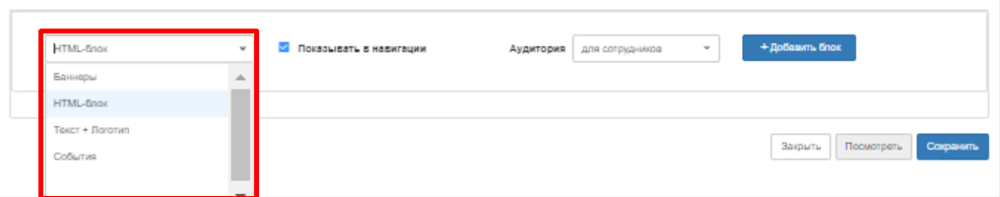 HTML-блок
Показывать в навигации
Аудитория
для сотрудников
+ Добавить блок
Баннеры
HTML-блок
Текст + Логотип
События
Закрыть
Посмотреть
Сохранить